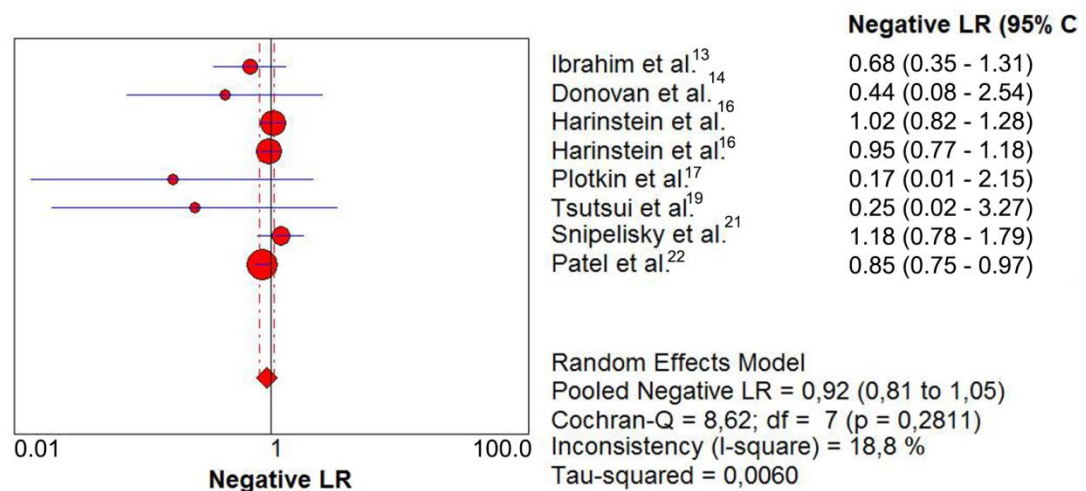 Negative LR (95% C
Ibrahim et al.13 0.68 (0.35 - 1.31)
Donovan et al.14 0.44 (0.08 - 2.54)
Harinstein et al.16 1.02 (0.82 - 1.28)
Harinstein et al.16 0.95 (0.77 - 1.18)
Plotkin et al.17 0.17 (0.01 - 2.15)
Tsutsui et al.19 0.25 (0.02 - 3.27)
Snipelisky et al.21 1.18 (0.78 - 1.79)
Patel et al.22 0.85 (0.75 - 0.97)
Random Effects Model
Pooled Negative LR = 0,92 (0,81 to 1,05)
Cochran-Q = 8,62; df = 7 (p = 0,2811)
Inconsistency (I-square) = 18,8 %
Tau-squared = 0,0060
0.01 1 100.0
Negative LR